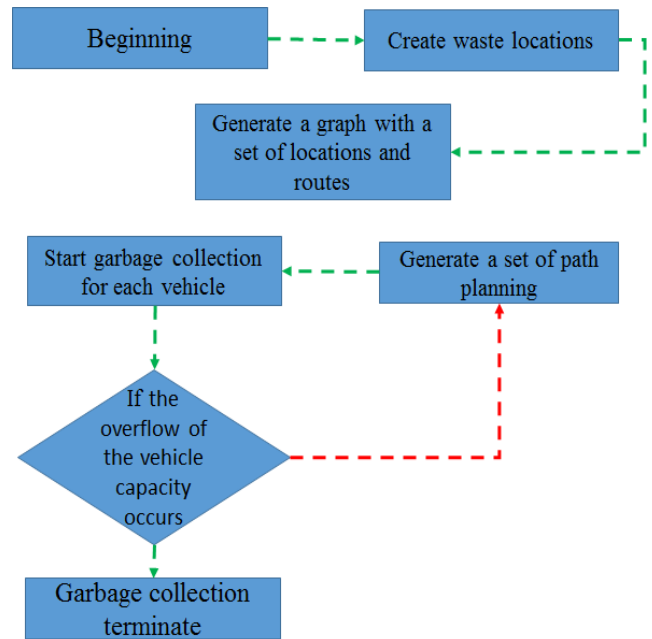 Beginning
Create waste locations
Generate a graph with a
set of locations and
routes
Start garbage collection
for each vehicle
Generate a set of path
planning
If the
overflow of
the vehicle
capacity
occurs
Garbage collection
terminate